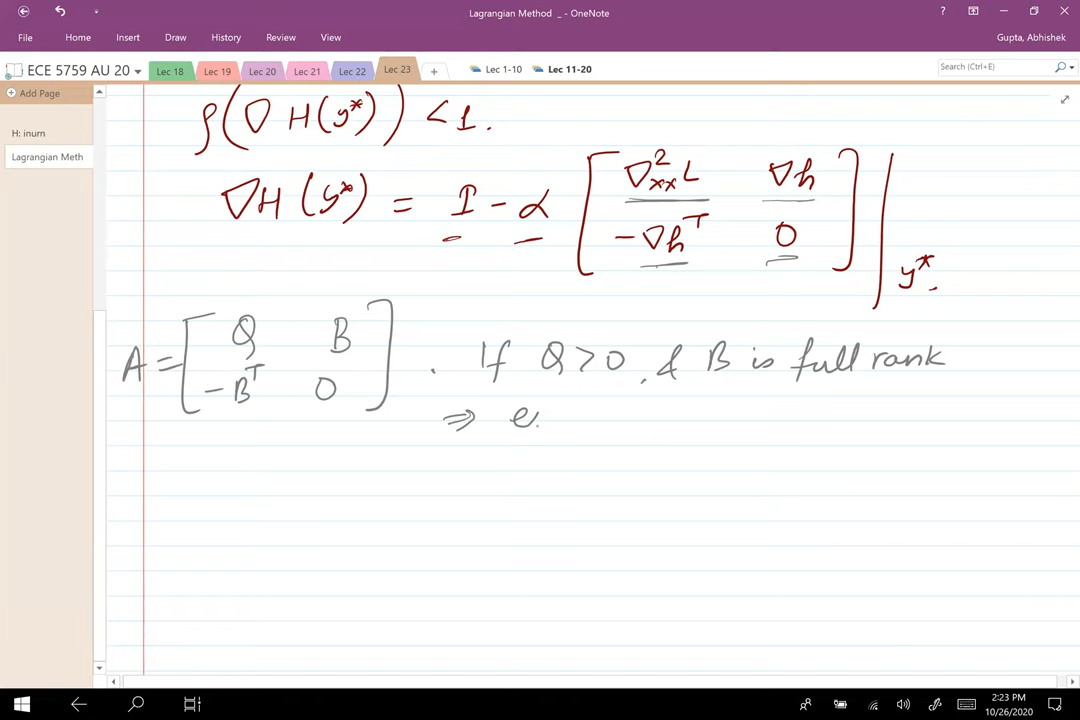 Lagrangian Method _ - OneNote
Gupta, Abhishek
File Home Insert Draw History Review View
ECE 5759 AU 20
Lec 18 Lec 19 Lec 20 Lec 21 Lec 22 Lec 23 + Lec 1-10 Lec 11-20
Search (Ctrl+E)
Add Page
H: inurn
Lagrangian Meth
ρ(∇ H(y*)) < 1.
∇H (y*) = I - α [ ∇²ₓₓL ∇h
-∇hᵀ 0 ] | y*
A = [ Q B
-Bᵀ 0 ] . If Q > 0, & B is full rank
⇒ e.
2:23 PM
10/26/2020